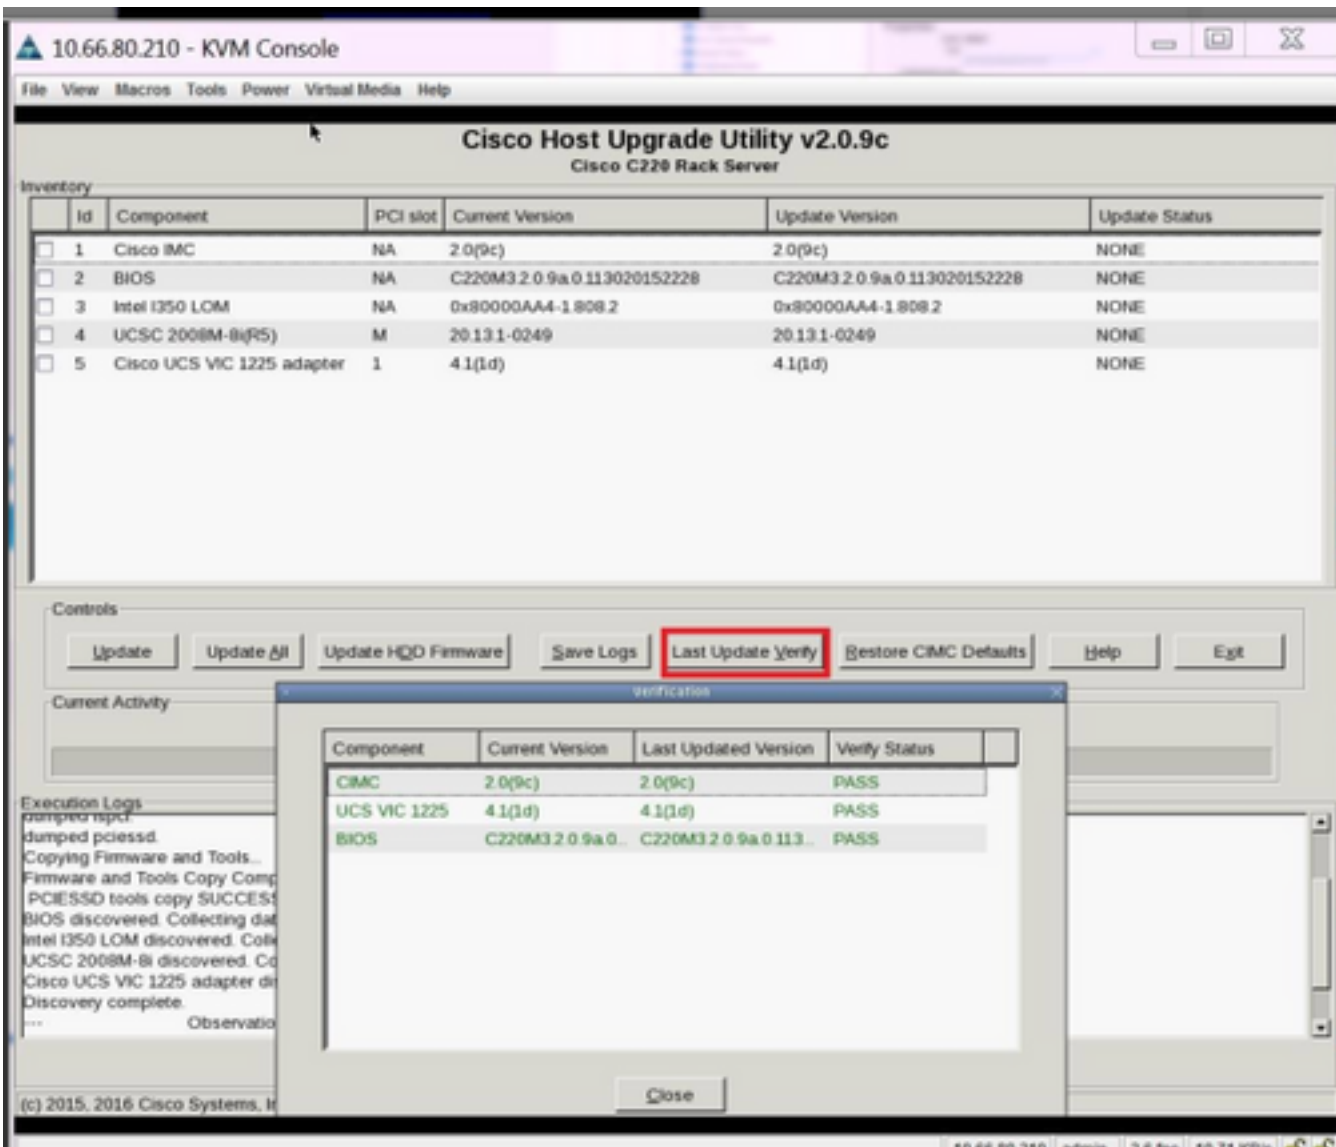 10.66.80.210 - KVM Console
File View Macros Tools Power Virtual Media Help
Cisco Host Upgrade Utility v2.0.9c
Cisco C220 Rack Server
Inventory
Id Component PCI slot Current Version Update Version Update Status
1 Cisco IMC NA 2.0(9c) 2.0(9c) NONE
2 BIOS NA C220M3.2.0.9a.0.113020152228 C220M3.2.0.9a.0.113020152228 NONE
3 Intel I350 LOM NA 0x80000AA4-1.808.2 0x80000AA4-1.808.2 NONE
4 UCSC 2008M-8i(R5) M 20.13.1-0249 20.13.1-0249 NONE
5 Cisco UCS VIC 1225 adapter 1 4.1(1d) 4.1(1d) NONE
Controls
Update Update All Update HDD Firmware Save Logs Last Update Verify Restore CIMC Defaults Help Exit
Verification
Current Activity
Component Current Version Last Updated Version Verify Status
CIMC 2.0(9c) 2.0(9c) PASS
UCS VIC 1225 4.1(1d) 4.1(1d) PASS
BIOS C220M3.2.0.9a.0... C220M3.2.0.9a.0.113... PASS
Execution Logs
dumped lspci.
dumped pciessd.
Copying Firmware and Tools...
Firmware and Tools Copy Comp
PCIESSD tools copy SUCCESS
BIOS discovered. Collecting dat
Intel I350 LOM discovered. Colle
UCSC 2008M-8i discovered. Co
Cisco UCS VIC 1225 adapter dis
Discovery complete.
--- Observatio
Close
(c) 2015, 2016 Cisco Systems, In
10.66.80.210 admin